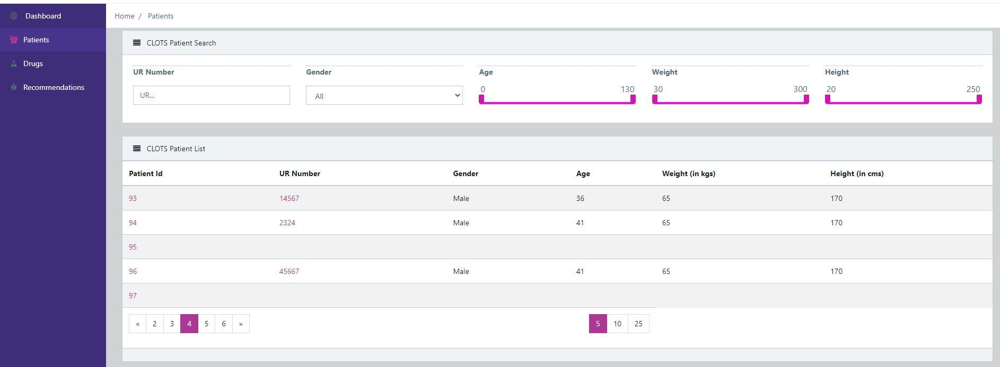 Dashboard
Patients
Drugs
Recommendations
Home / Patients
CLOTS Patient Search
UR Number Gender Age Weight Height
UR... All 0 130 30 300 20 250
CLOTS Patient List
Patient Id UR Number Gender Age Weight (in kgs) Height (in cms)
93 14567 Male 36 65 170
94 2324 Male 41 65 170
95
96 45667 Male 41 65 170
97
« 2 3 4 5 6 » 5 10 25